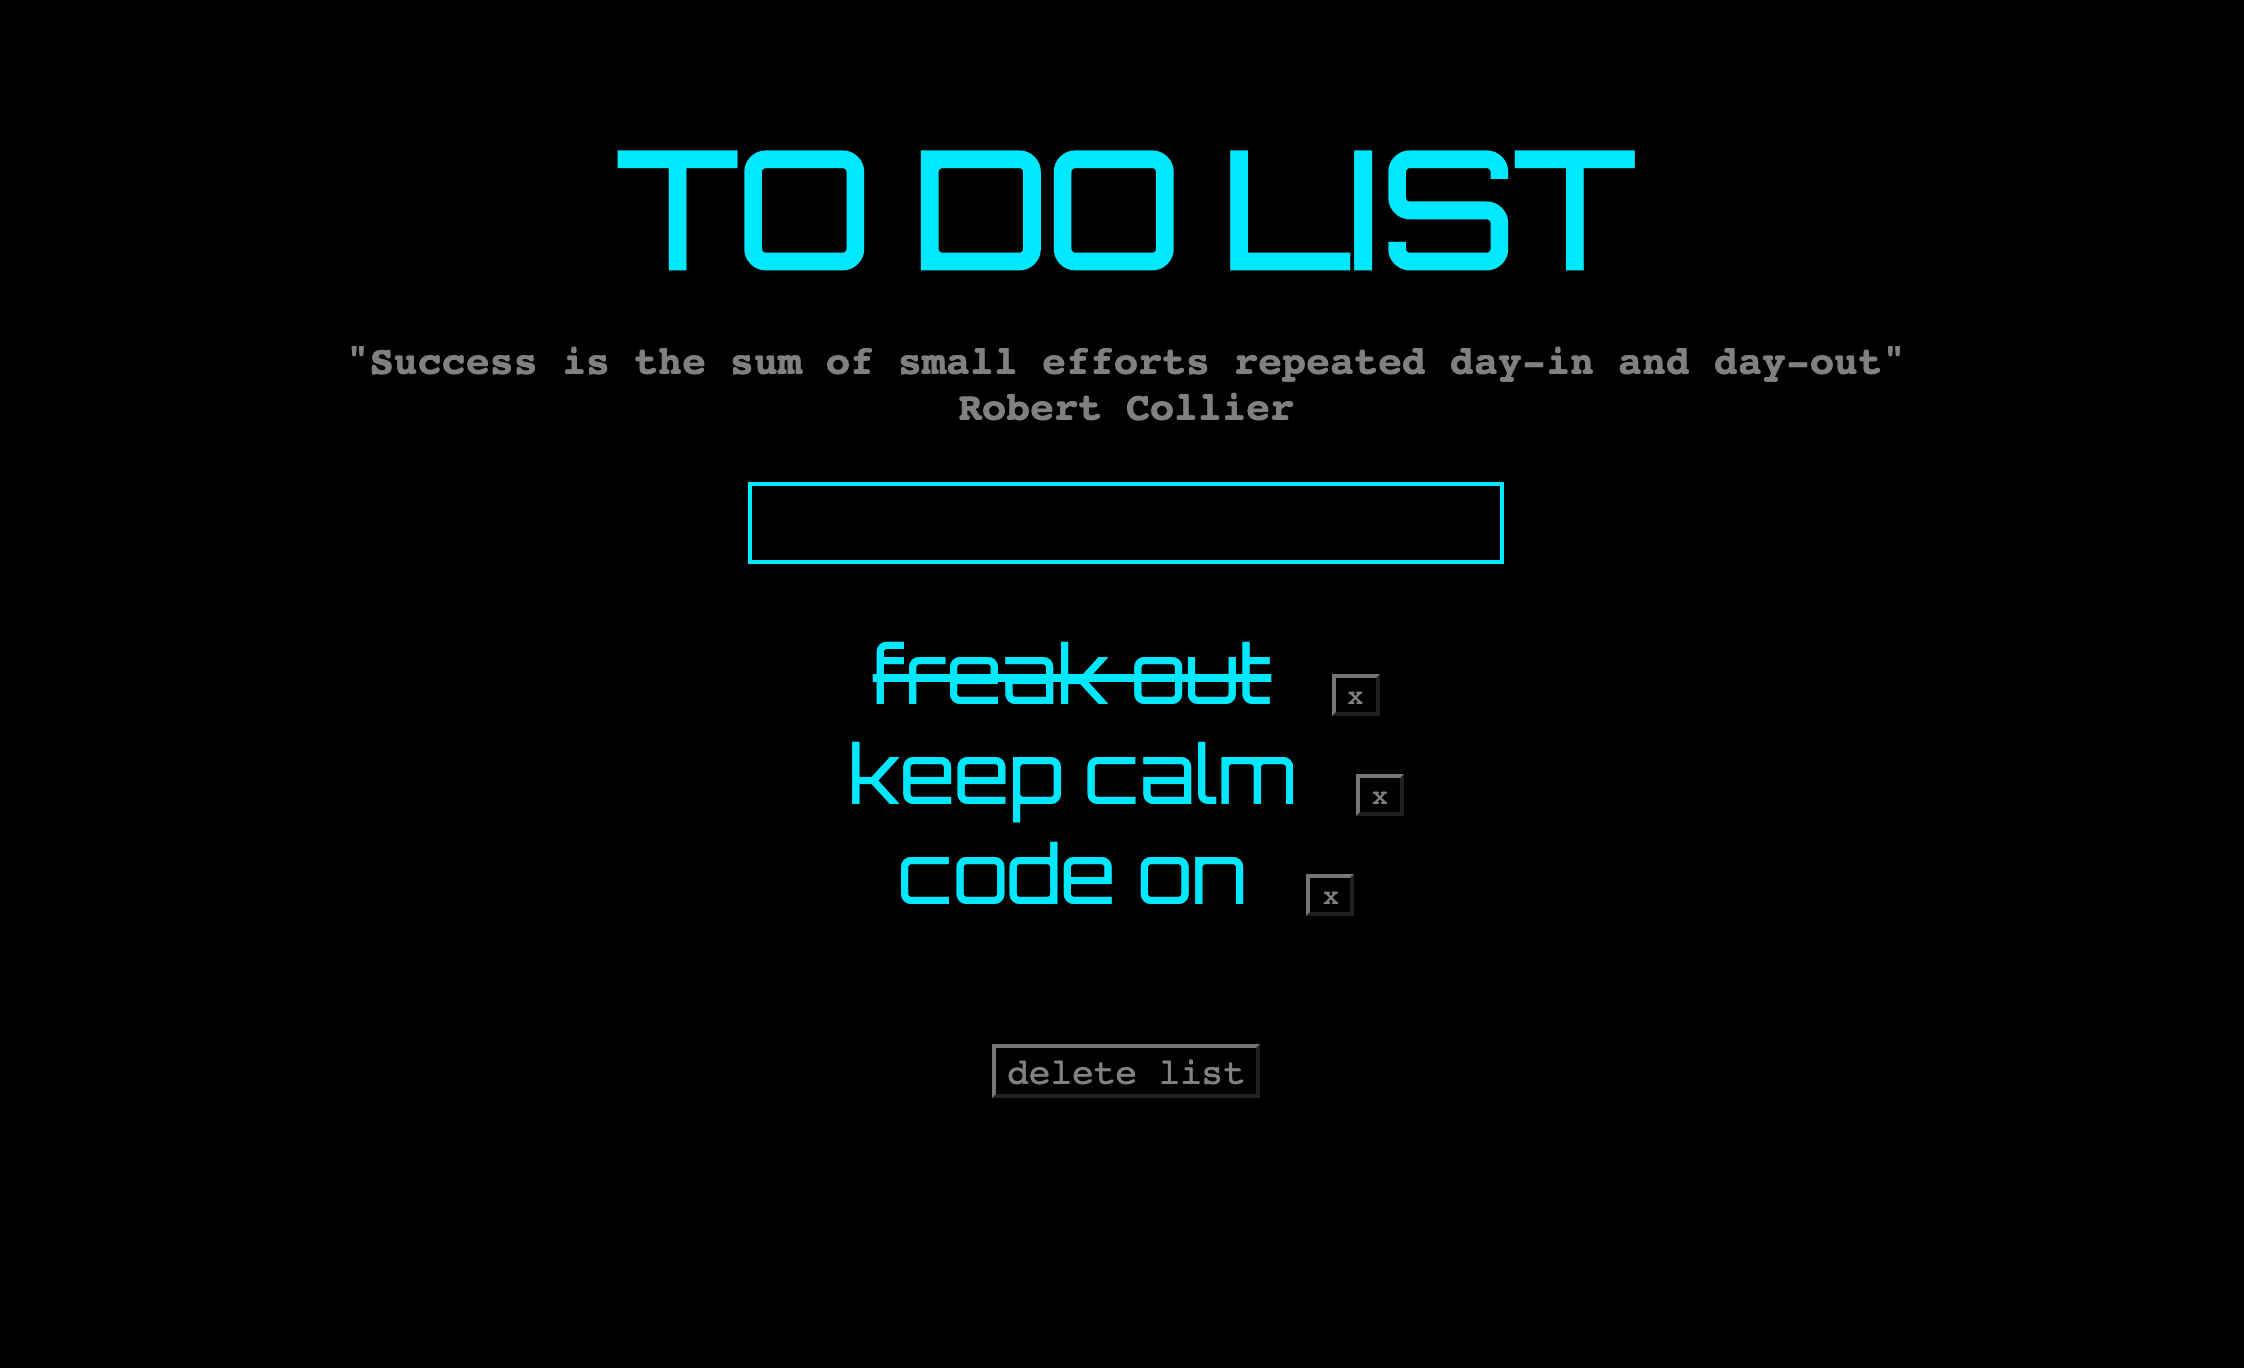 TO DO LIST
"Success is the sum of small efforts repeated day-in and day-out"
Robert Collier
freak out x
keep calm x
code on x
delete list